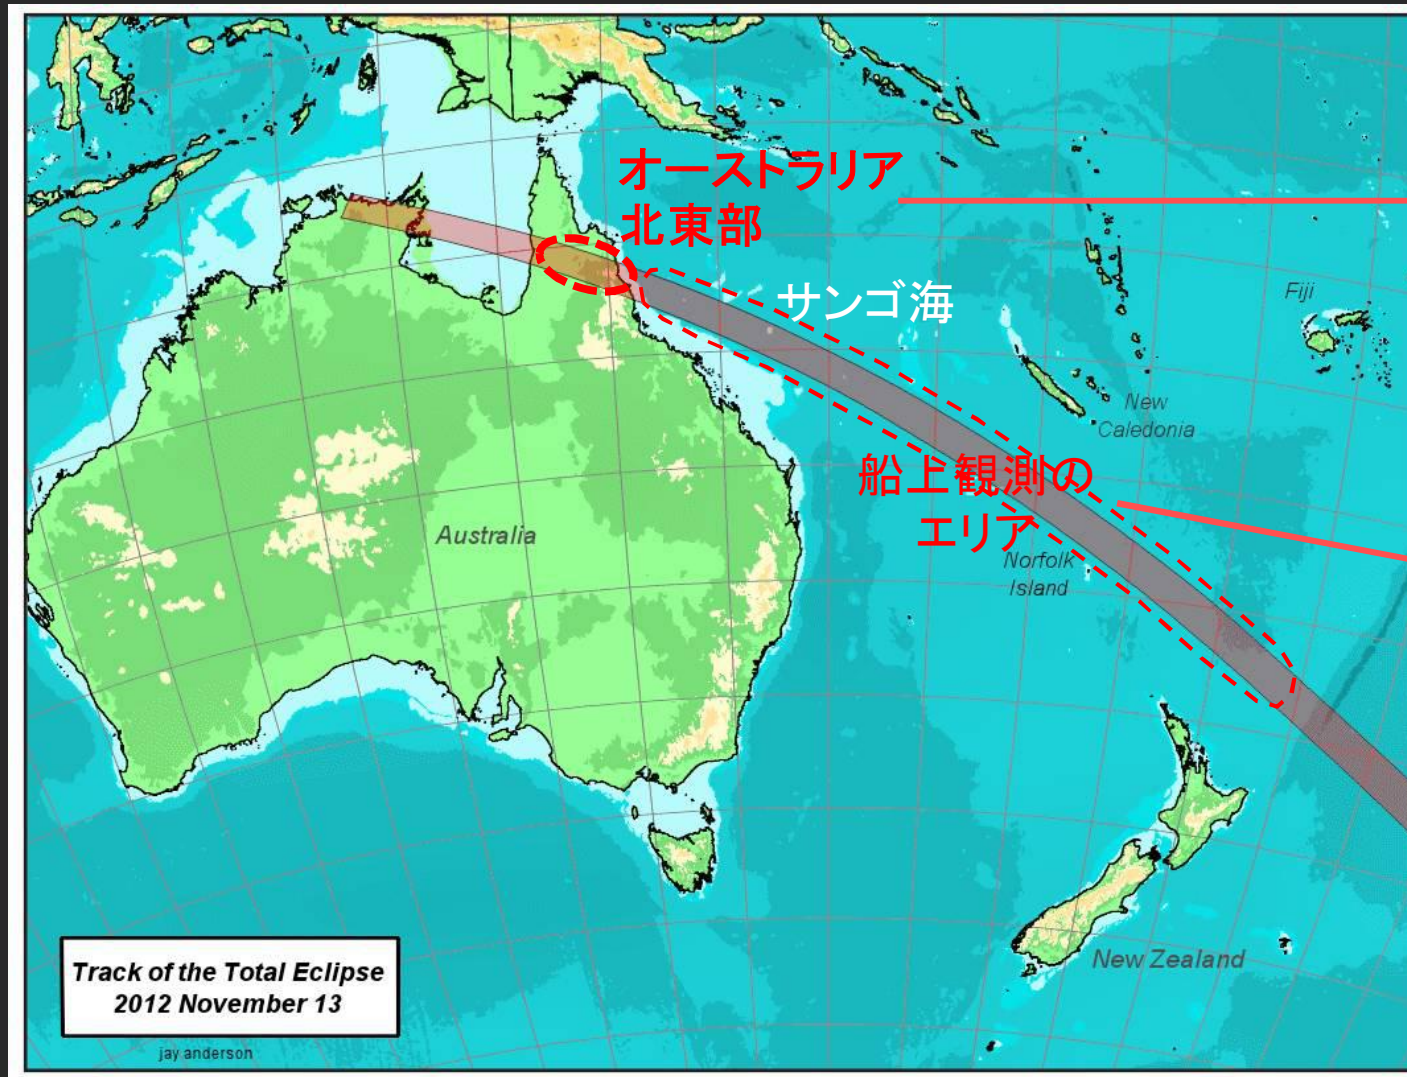 オーストラリア
北東部
サンゴ海
Fiji
New
Caledonia
船上観測の
エリア
Australia
Norfolk
Island
New Zealand
Track of the Total Eclipse
2012 November 13
jay anderson